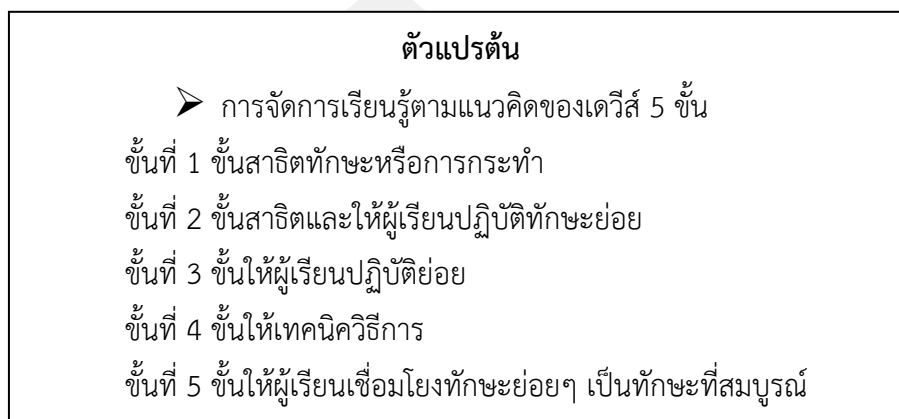 ตัวแปรต้น
➢ การจัดการเรียนรู้ตามแนวคิดของเดวีส์ 5 ขั้น
ขั้นที่ 1 ขั้นสาธิตทักษะหรือการกระทำ
ขั้นที่ 2 ขั้นสาธิตและให้ผู้เรียนปฏิบัติทักษะย่อย
ขั้นที่ 3 ขั้นให้ผู้เรียนปฏิบัติย่อย
ขั้นที่ 4 ขั้นให้เทคนิควิธีการ
ขั้นที่ 5 ขั้นให้ผู้เรียนเชื่อมโยงทักษะย่อยๆ เป็นทักษะที่สมบูรณ์